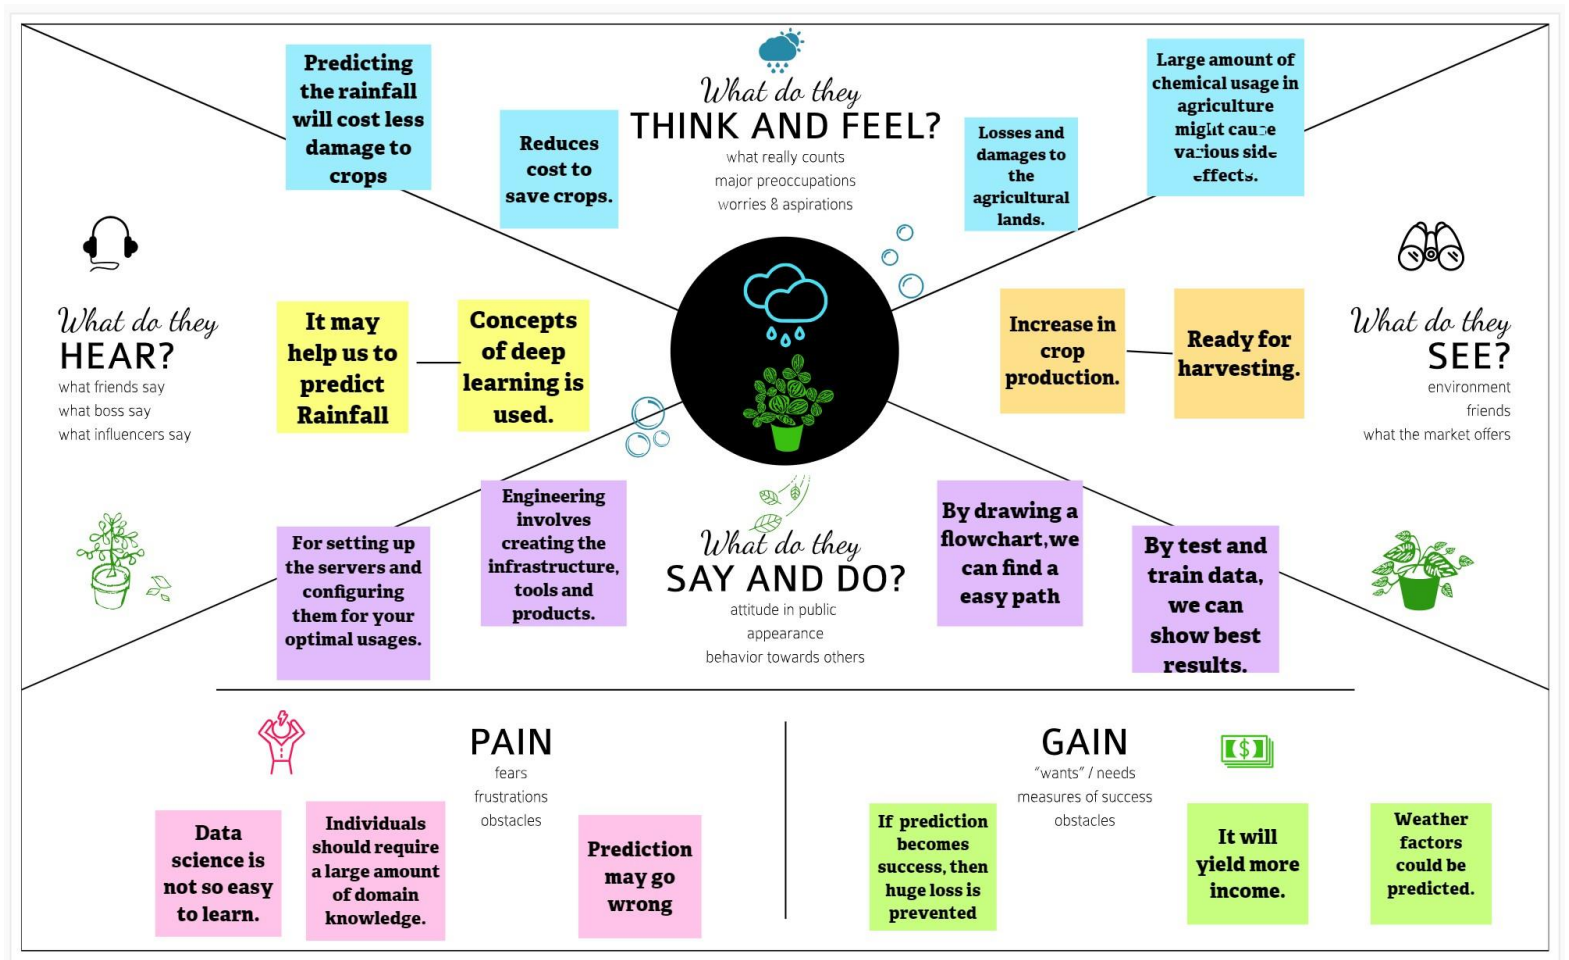 Predicting
the rainfall
will cost less
damage to
crops
Reduces
cost to
save crops.
What do they
THINK AND FEEL?
what really counts
major preoccupations
worries & aspirations
Losses and
damages to
the
agricultural
lands.
Large amount of
chemical usage in
agriculture
might cause
various side
effects.
What do they
HEAR?
what friends say
what boss say
what influencers say
It may
help us to
predict
Rainfall
Concepts
of deep
learning is
used.
Increase in
crop
production.
Ready for
harvesting.
What do they
SEE?
environment
friends
what the market offers
For setting up
the servers and
configuring
them for your
optimal usages.
Engineering
involves
creating the
infrastructure,
tools and
products.
What do they
SAY AND DO?
attitude in public
appearance
behavior towards others
By drawing a
flowchart,we
can find a
easy path
By test and
train data,
we can
show best
results.
PAIN
fears
frustrations
obstacles
Data
science is
not so easy
to learn.
Individuals
should require
a large amount
of domain
knowledge.
Prediction
may go
wrong
GAIN
"wants" / needs
measures of success
obstacles
If prediction
becomes
success, then
huge loss is
prevented
It will
yield more
income.
Weather
factors
could be
predicted.